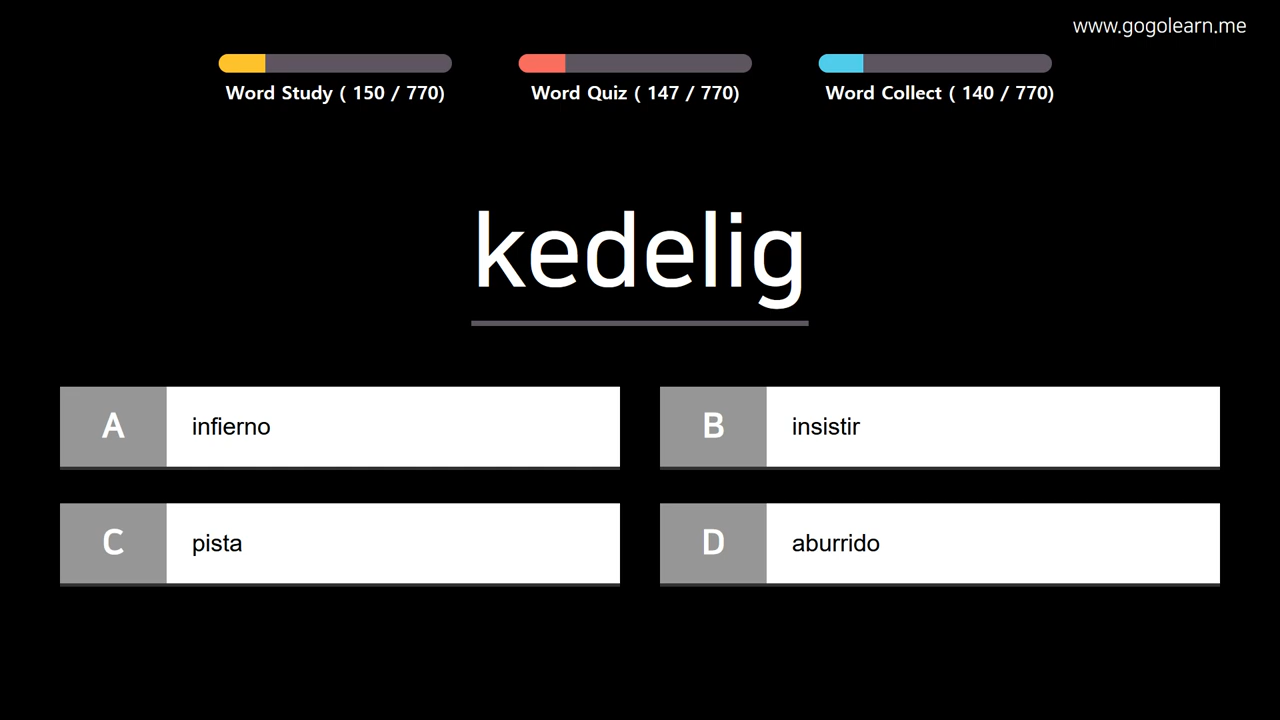 www.gogolearn.me
Word Study ( 150 / 770)
Word Quiz ( 147 / 770)
Word Collect ( 140 / 770)
kedelig
A infierno
B insistir
C pista
D aburrido